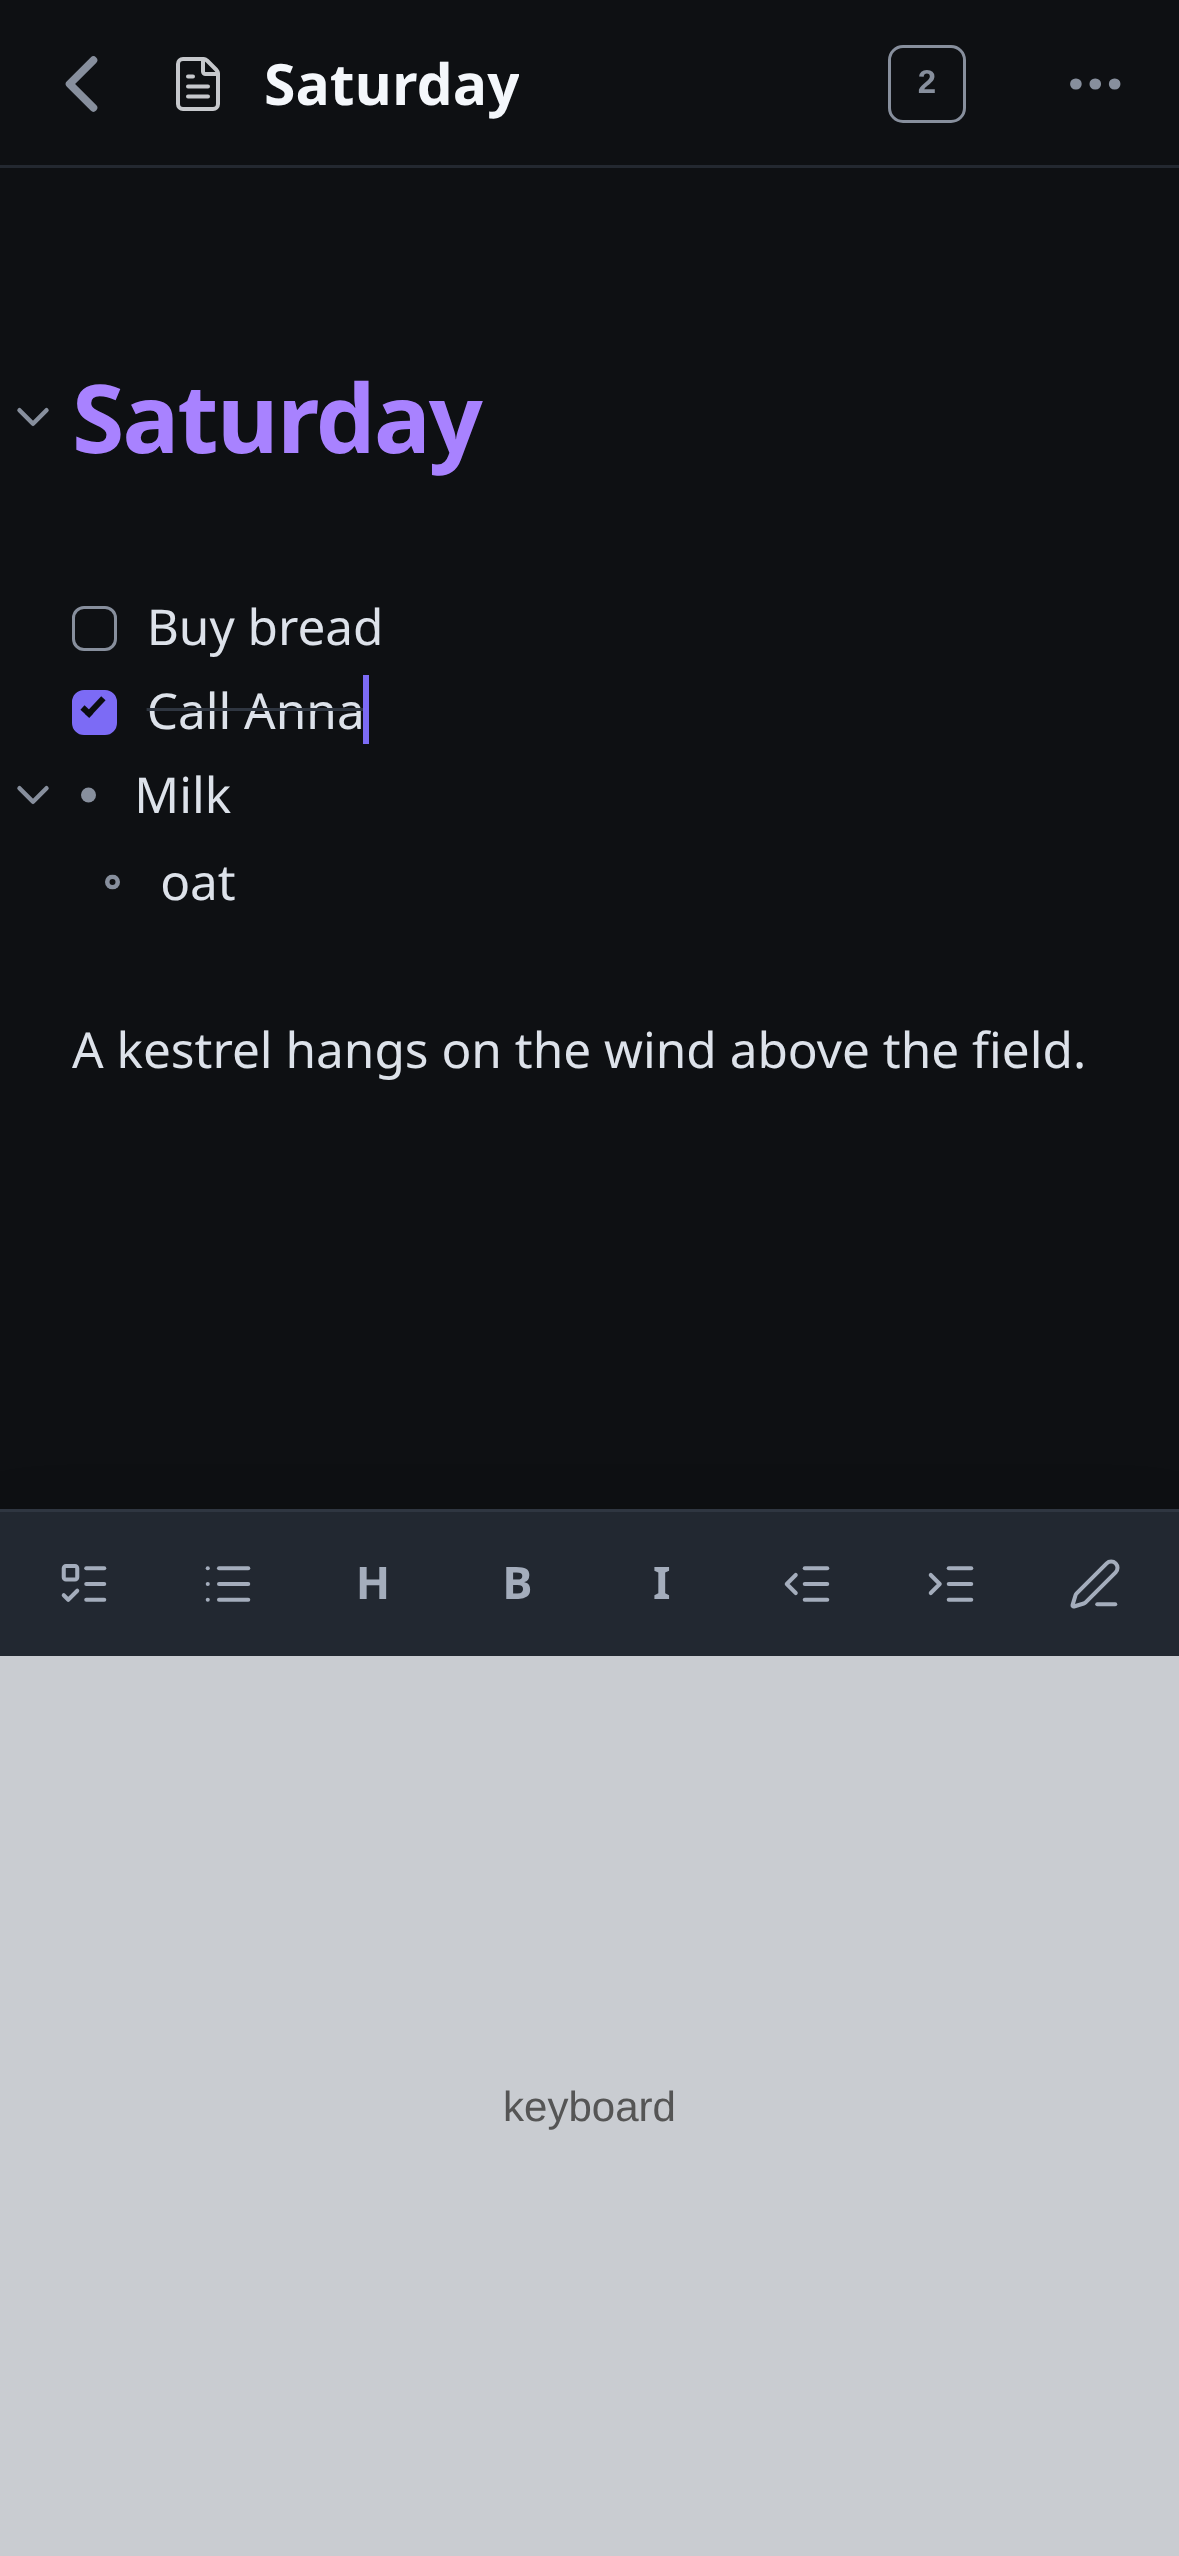 Saturday
2
Saturday
Buy bread
Call Anna
Milk
oat
A kestrel hangs on the wind above the field.
H B I
keyboard